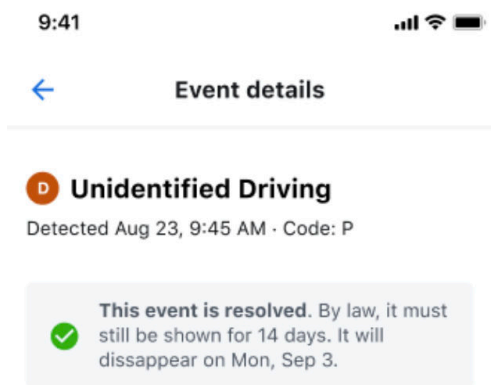 9:41
Event details
D Unidentified Driving
Detected Aug 23, 9:45 AM · Code: P
This event is resolved. By law, it must
still be shown for 14 days. It will
dissappear on Mon, Sep 3.